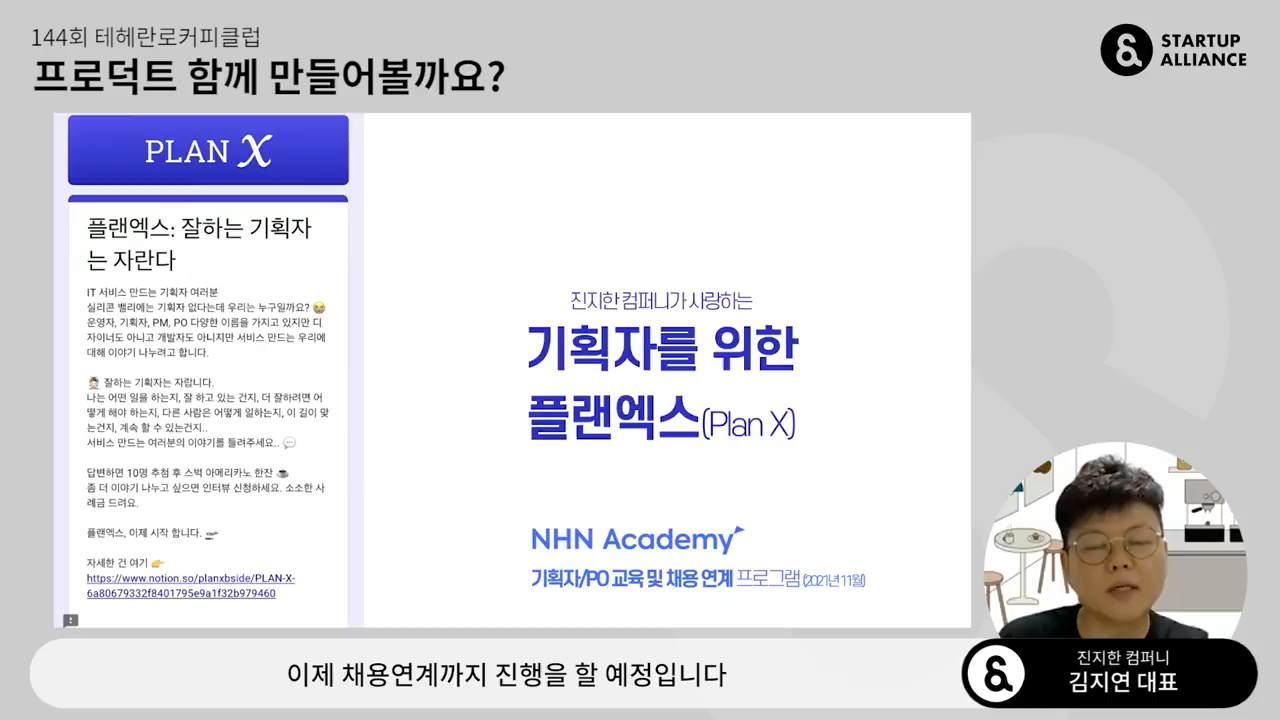 144회 테헤란로커피클럽
프로덕트 함께 만들어볼까요?
STARTUP
ALLIANCE
PLAN X
플랜엑스: 잘하는 기획자
는 자란다
IT 서비스 만드는 기획자 여러분
실리콘 벨리에는 기획자 없다는데 우리는 누구일까요? 😭
운영자, 기획자, PM, PO 다양한 이름을 가지고 있지만 디
자이너도 아니고 개발자도 아니지만 서비스 만드는 우리에
대해 이야기 나누려고 합니다.
잘하는 기획자는 자랍니다.
나는 어떤 일을 하는지, 잘 하고 있는 건지, 더 잘하려면 어
떻게 해야 하는지, 다른 사람은 어떻게 일하는지, 이 길이 맞
는건지, 계속 할 수 있는건지..
서비스 만드는 여러분의 이야기를 들려주세요.. 💬
답변하면 10명 추첨 후 스벅 아메리카노 한잔 ☕
좀 더 이야기 나누고 싶으면 인터뷰 신청하세요. 소소한 사
례금 드려요.
플랜엑스, 이제 시작 합니다. 🛫
자세한 건 여기 👉
https://www.notion.so/planxbside/PLAN-X-
6a80679332f8401795e9a1f32b979460
진지한 컴퍼니가 사랑하는
기획자를 위한
플랜엑스(Plan X)
NHN Academy
기획자/PO 교육 및 채용 연계 프로그램 (2021년 11월)
이제 채용연계까지 진행을 할 예정입니다
진지한 컴퍼니
김지연 대표